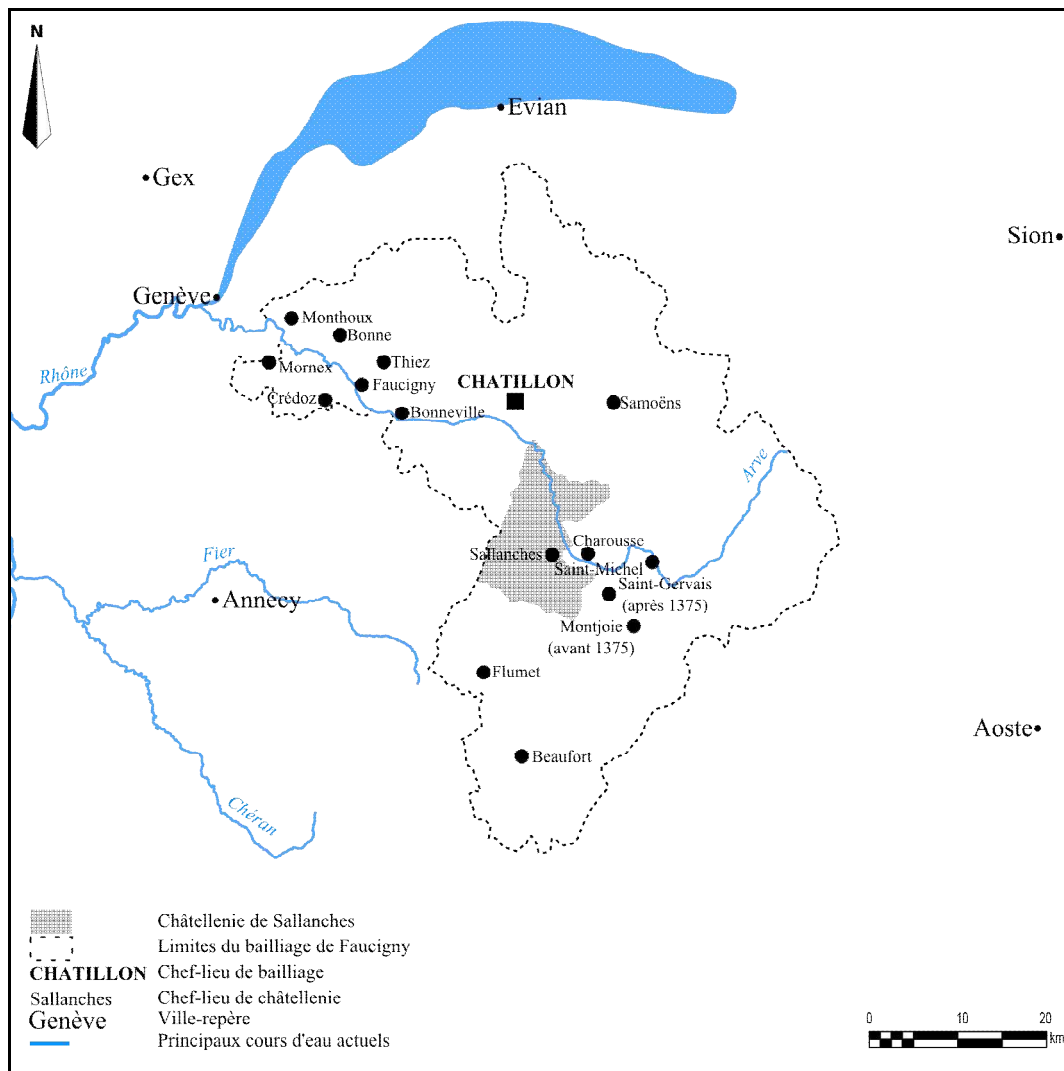 N
Evian
Gex
Sion
Genève
Monthoux
Bonne
Rhône
Mornex
Thiez
Faucigny
CHATILLON
Crédoz
Bonneville
Samoëns
Arve
Fier
Sallanches
Charousse
Saint-Michel
Saint-Gervais
(après 1375)
Annecy
Montjoie
(avant 1375)
Flumet
Aoste
Beaufort
Chéran
Châtellenie de Sallanches
Limites du bailliage de Faucigny
CHATILLON Chef-lieu de bailliage
Sallanches Chef-lieu de châtellenie
Genève Ville-repère
Principaux cours d'eau actuels
0 10 20
km